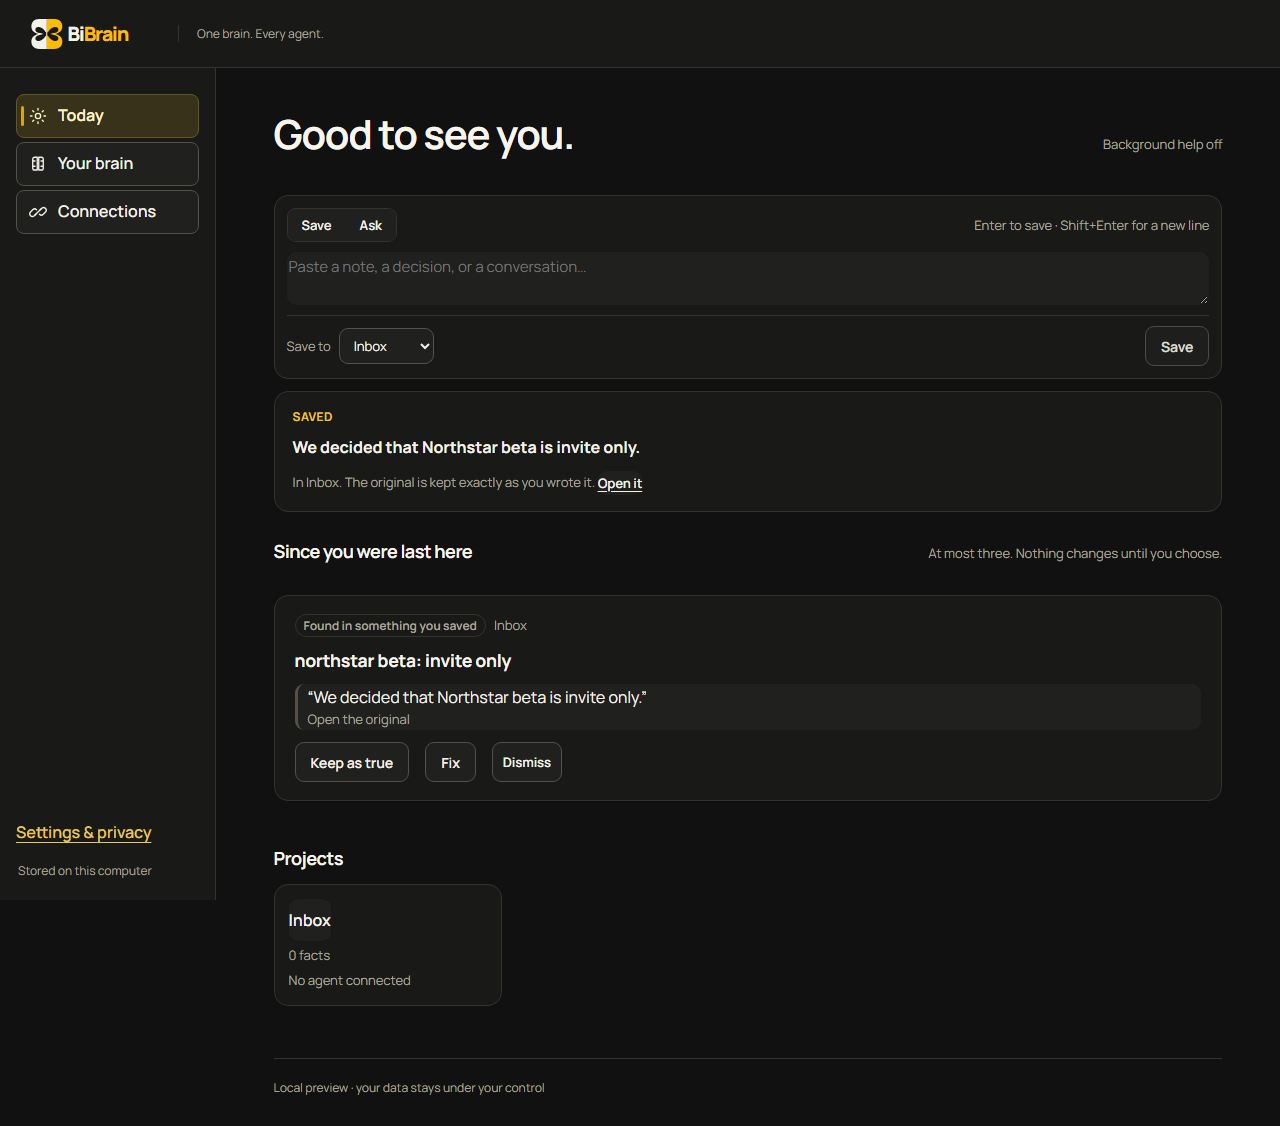 BiBrain
One brain. Every agent.
Today
Your brain
Connections
Settings & privacy
Stored on this computer
Good to see you.
Background help off
Save Ask
Enter to save · Shift+Enter for a new line
Paste a note, a decision, or a conversation...
Save to Inbox
Save
SAVED
We decided that Northstar beta is invite only.
In Inbox. The original is kept exactly as you wrote it. Open it
Since you were last here
At most three. Nothing changes until you choose.
Found in something you saved Inbox
northstar beta: invite only
“We decided that Northstar beta is invite only.”
Open the original
Keep as true Fix Dismiss
Projects
Inbox
0 facts
No agent connected
Local preview · your data stays under your control